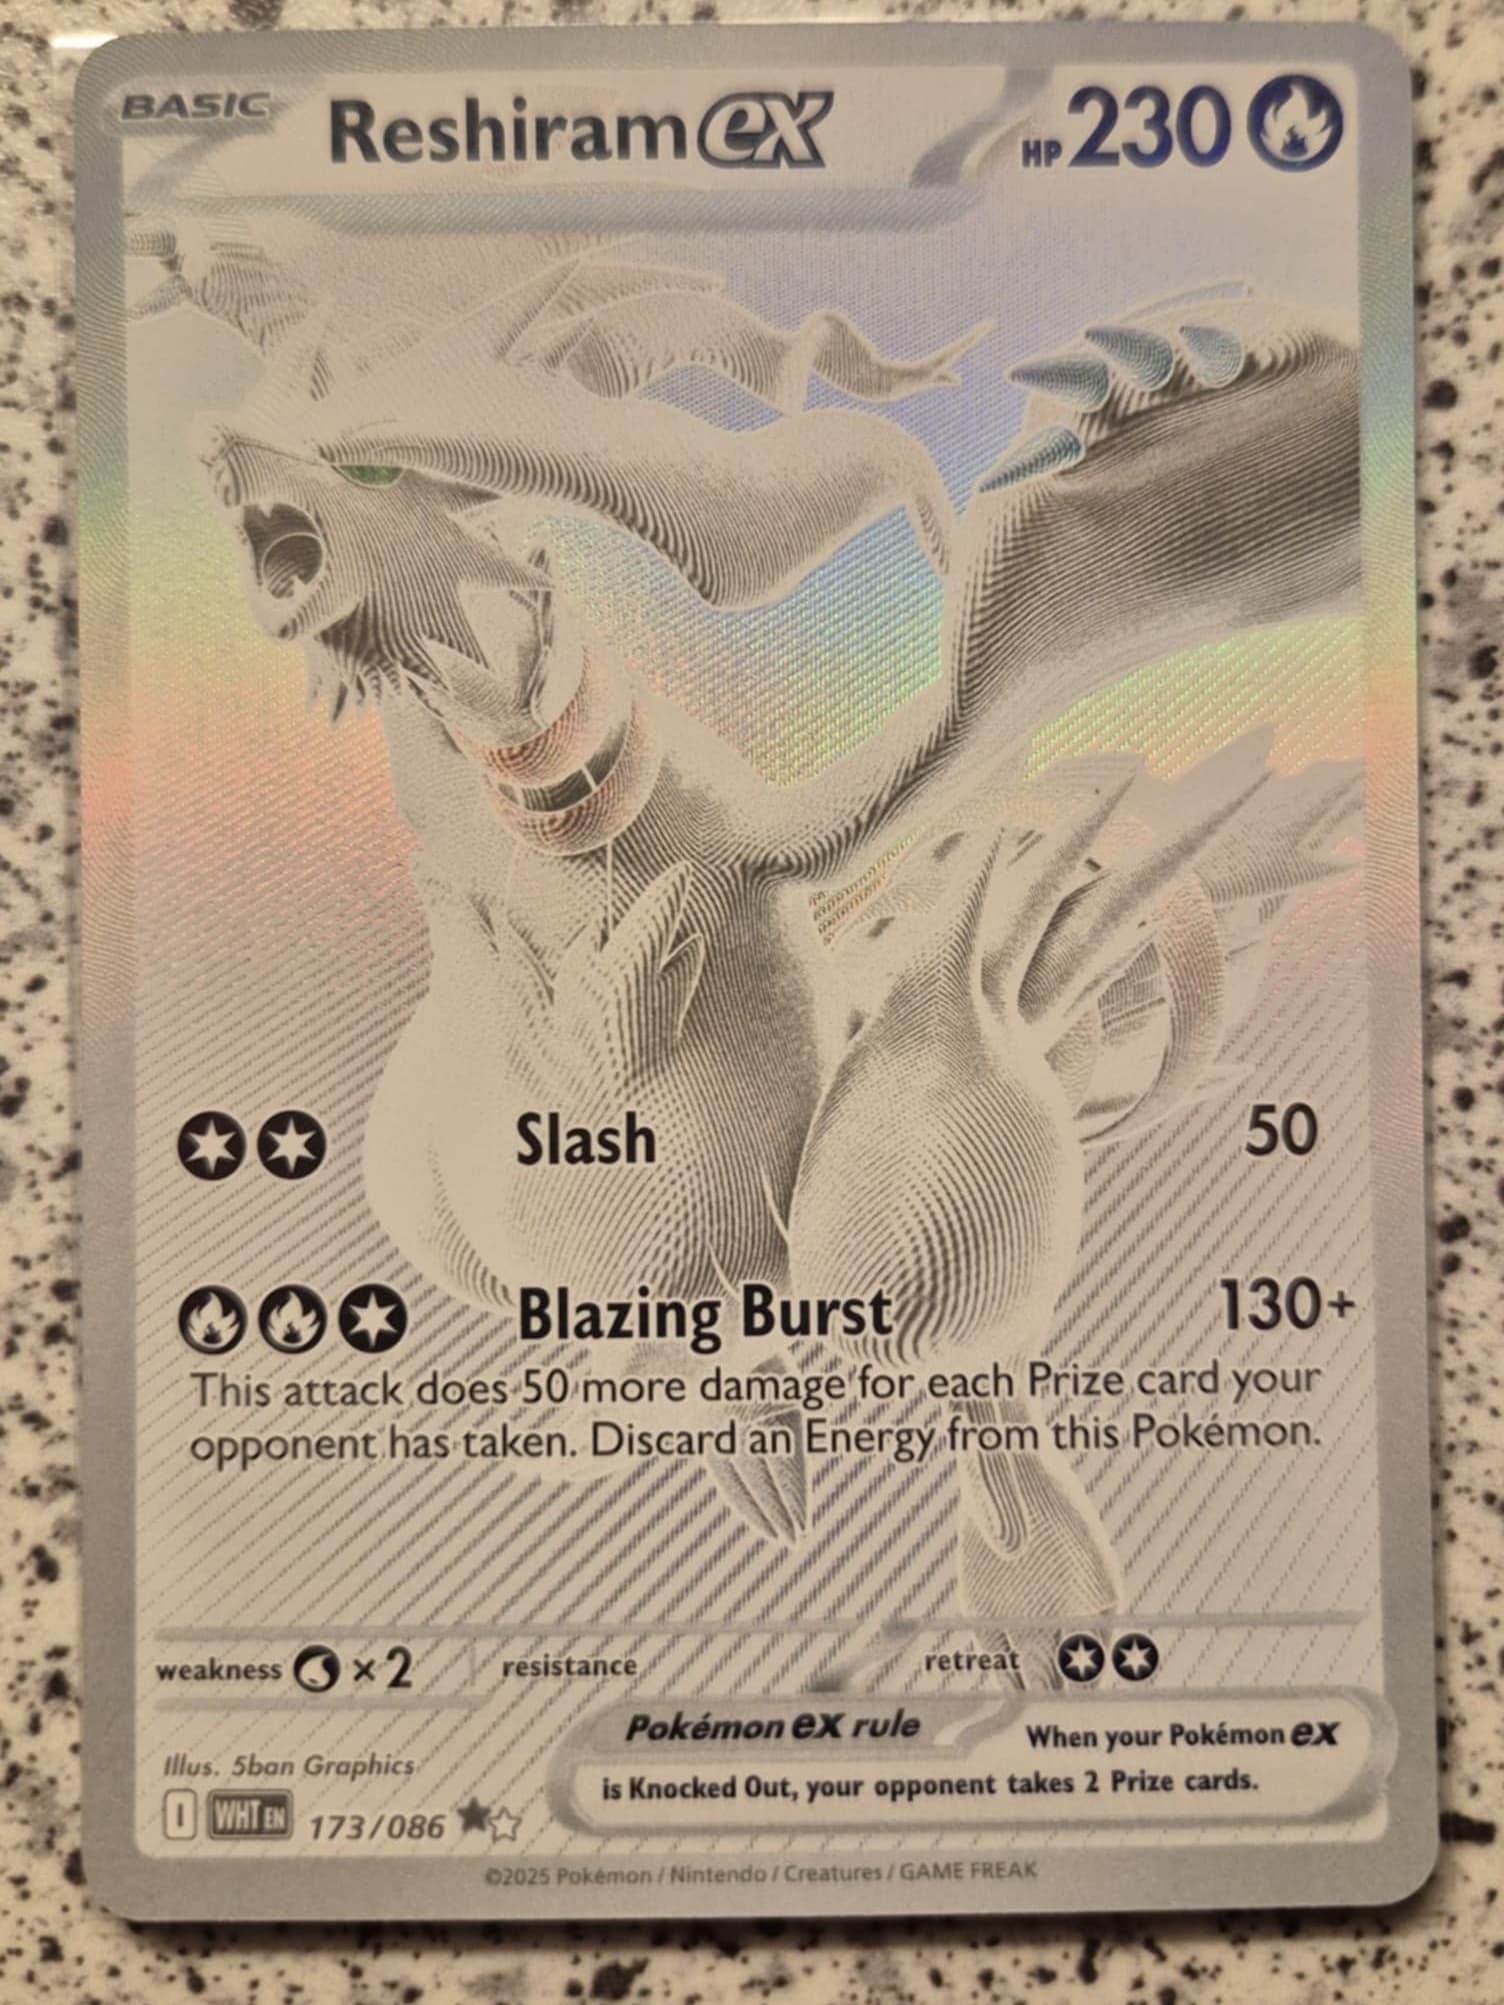 BASIC Reshiram ex HP 230
Slash 50
Blazing Burst 130+
This attack does 50 more damage for each Prize card your
opponent has taken. Discard an Energy from this Pokémon.
weakness ×2 resistance retreat
Pokémon ex rule When your Pokémon ex
is Knocked Out, your opponent takes 2 Prize cards.
Illus. 5ban Graphics
I WHT EN 173/086
©2025 Pokémon / Nintendo / Creatures / GAME FREAK